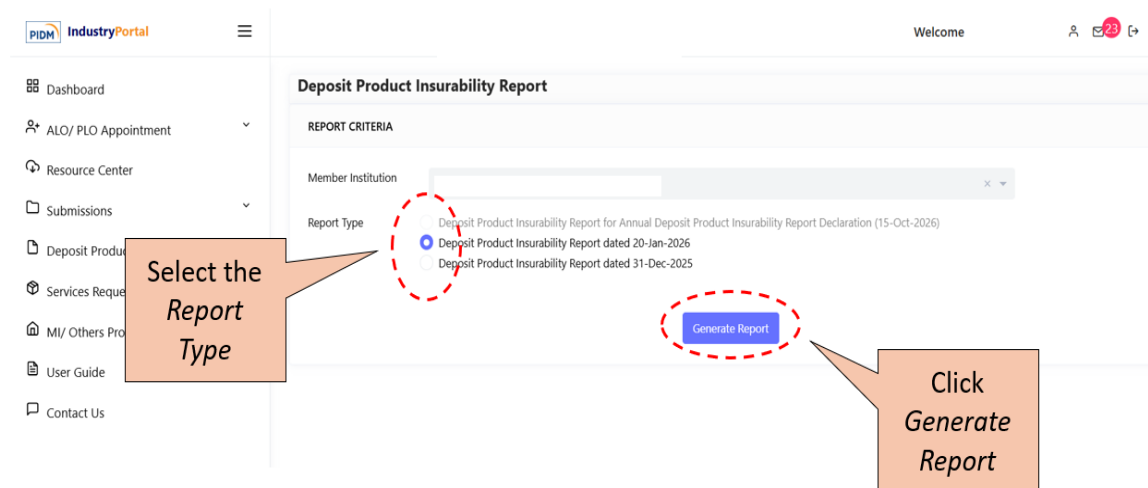 PIDM IndustryPortal
Welcome
23
Dashboard
ALO/ PLO Appointment
Resource Center
Submissions
Deposit Produ
Services Reque
MI/ Others Pro
User Guide
Contact Us
Deposit Product Insurability Report
REPORT CRITERIA
Member Institution
Report Type
Deposit Product Insurability Report for Annual Deposit Product Insurability Report Declaration (15-Oct-2026)
Deposit Product Insurability Report dated 20-Jan-2026
Deposit Product Insurability Report dated 31-Dec-2025
Generate Report
Select the
Report
Type
Click
Generate
Report